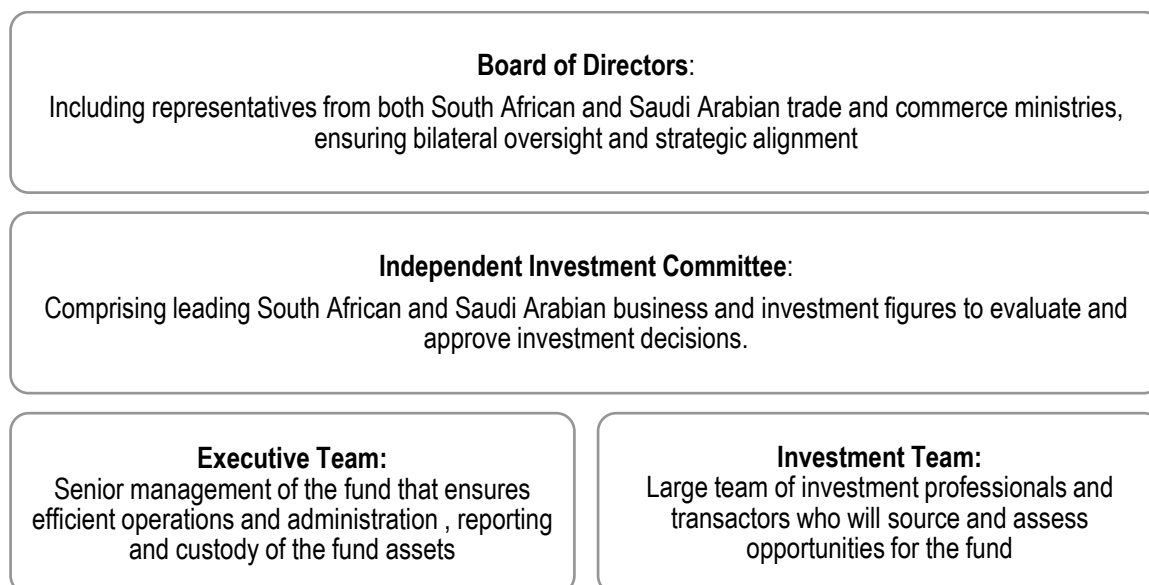 Board of Directors:
Including representatives from both South African and Saudi Arabian trade and commerce ministries,
ensuring bilateral oversight and strategic alignment
Independent Investment Committee:
Comprising leading South African and Saudi Arabian business and investment figures to evaluate and
approve investment decisions.
Executive Team:
Senior management of the fund that ensures
efficient operations and administration , reporting
and custody of the fund assets
Investment Team:
Large team of investment professionals and
transactors who will source and assess
opportunities for the fund